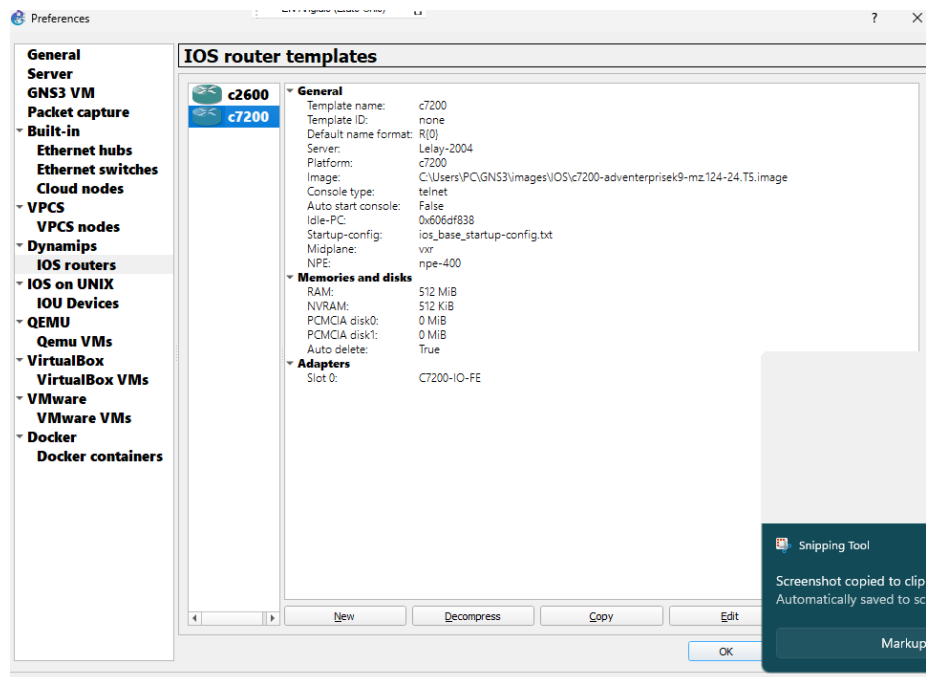 Preferences
?
General
Server
GNS3 VM
Packet capture
Built-in
Ethernet hubs
Ethernet switches
Cloud nodes
VPCS
VPCS nodes
Dynamips
IOS routers
IOS on UNIX
IOU Devices
QEMU
Qemu VMs
VirtualBox
VirtualBox VMs
VMware
VMware VMs
Docker
Docker containers
IOS router templates
c2600
c7200
General
Template name: c7200
Template ID: none
Default name format: R{0}
Server: Lelay-2004
Platform: c7200
Image: C:\Users\PC\GNS3\images\IOS\c7200-adventerprisek9-mz.124-24.T5.image
Console type: telnet
Auto start console: False
Idle-PC: 0x606df838
Startup-config: ios_base_startup-config.txt
Midplane: vxr
NPE: npe-400
Memories and disks
RAM: 512 MiB
NVRAM: 512 KiB
PCMCIA disk0: 0 MiB
PCMCIA disk1: 0 MiB
Auto delete: True
Adapters
Slot 0: C7200-IO-FE
New Decompress Copy Edit
OK
Snipping Tool
Screenshot copied to clip
Automatically saved to sc
Markup